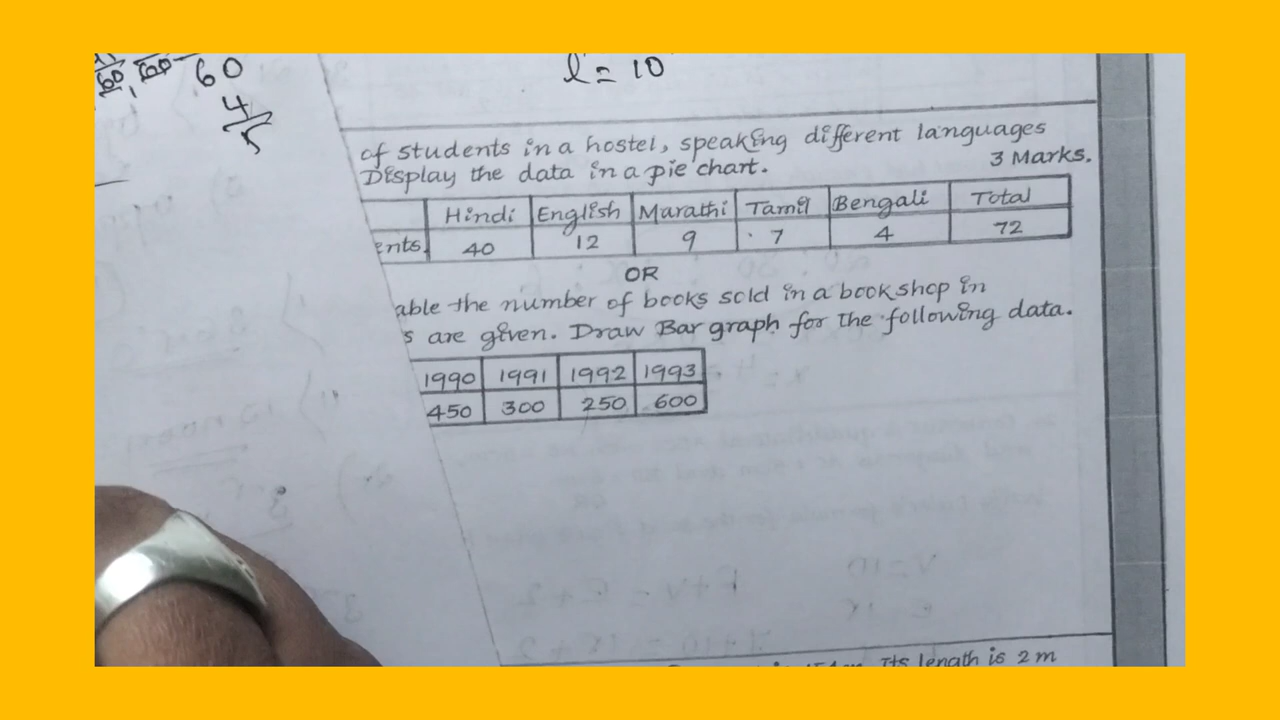 60
4
5
l = 10
of students in a hostel, speaking different languages
Display the data in a pie chart. 3 Marks.
Hindi English Marathi Tamil Bengali Total
ents. 40 12 9 7 4 72
OR
able the number of books sold in a bookshop in
s are given. Draw Bar graph for the following data.
1990 1991 1992 1993
450 300 250 600
Its length is 2 m